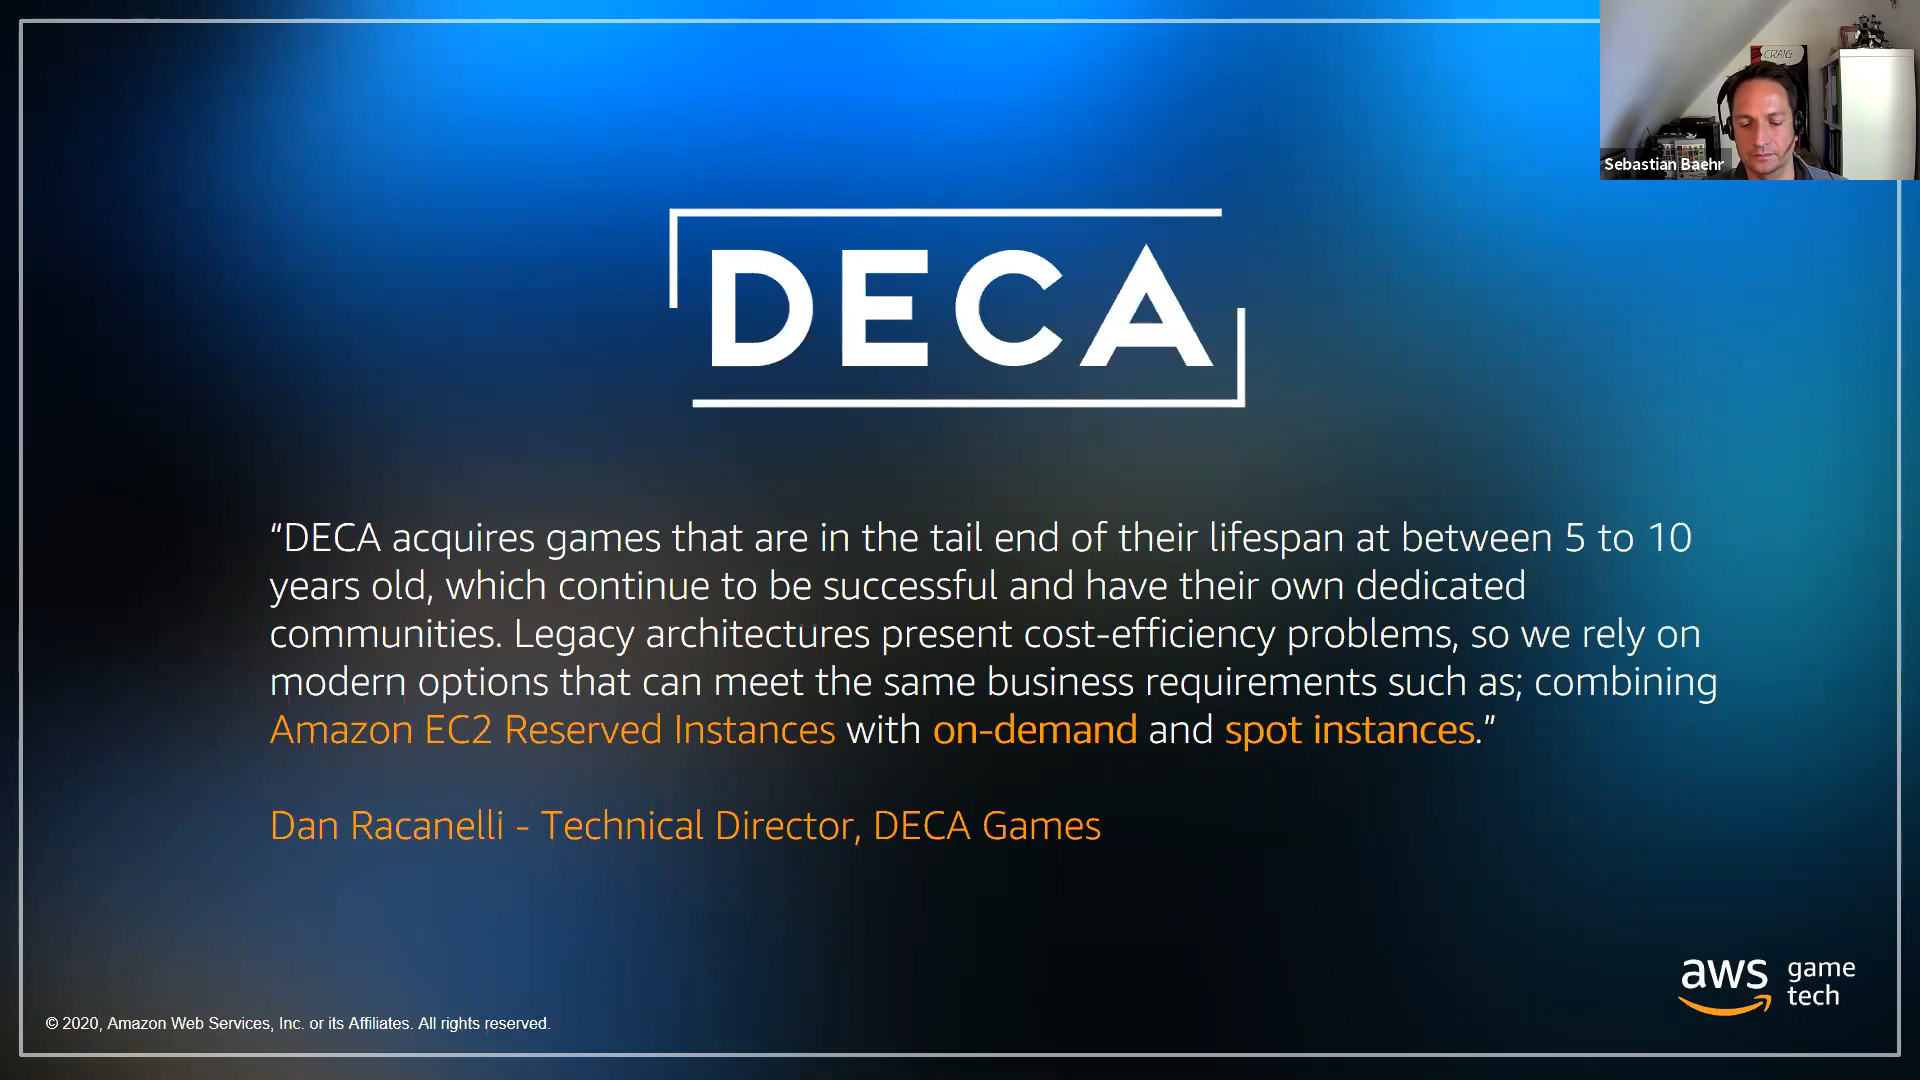 CRAIG
Sebastian Baehr
DECA
“DECA acquires games that are in the tail end of their lifespan at between 5 to 10
years old, which continue to be successful and have their own dedicated
communities. Legacy architectures present cost-efficiency problems, so we rely on
modern options that can meet the same business requirements such as; combining
Amazon EC2 Reserved Instances with on-demand and spot instances.”
Dan Racanelli - Technical Director, DECA Games
aws game
tech
© 2020, Amazon Web Services, Inc. or its Affiliates. All rights reserved.